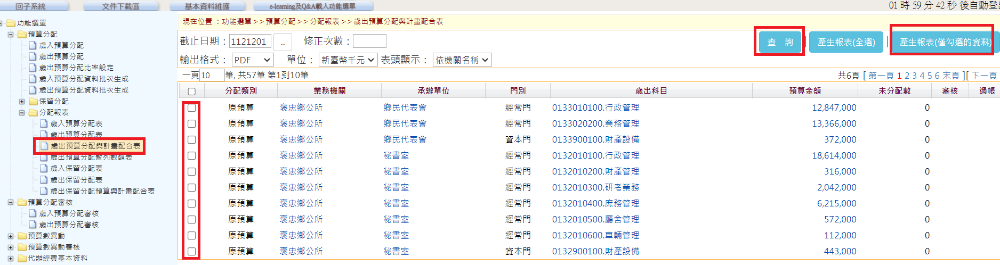 回子系統 文件下載區 基本資料維護 e-learning及Q&A載入功能選單
01 時 59 分 42 秒 後自動登
功能選單
預算分配
歲入預算分配
歲出預算分配
歲出預算分配比率設定
歲入預算分配資料批次生成
歲出預算分配資料批次生成
保留分配
分配報表
歲入預算分配表
歲出預算分配表
歲出預算分配與計畫配合表
歲出預算分配暫列數額表
歲入保留分配表
歲出保留分配表
歲出保留分配預算與計畫配合表
預算分配審核
歲入預算分配審核
歲出預算分配審核
預算數異動
預算數異動審核
代辦經費基本資料
現在位置 : 功能選單>>預算分配>>分配報表>>歲出預算分配與計畫配合表
截止日期: 1121201 ... 修正次數:
查 詢 | 產生報表(全選) | 產生報表(僅勾選的資料)
輸出格式: PDF 單位: 新臺幣千元 表頭顯示: 依機關名稱
一頁 10 筆, 共57筆 第1到10筆 共6頁 [ 第一頁 1 2 3 4 5 6 末頁 ][ 下一頁
分配類別 業務機關 承辦單位 門別 歲出科目 預算金額 未分配數 審核 過帳
原預算 褒忠鄉公所 鄉民代表會 經常門 0133010100.行政管理 12,847,000 0
原預算 褒忠鄉公所 鄉民代表會 經常門 0133020200.業務管理 13,366,000 0
原預算 褒忠鄉公所 鄉民代表會 資本門 0133900100.財產設備 372,000 0
原預算 褒忠鄉公所 秘書室 經常門 0132010100.行政管理 18,614,000 0
原預算 褒忠鄉公所 秘書室 經常門 0132010200.財產管理 316,000 0
原預算 褒忠鄉公所 秘書室 經常門 0132010300.研考業務 2,042,000 0
原預算 褒忠鄉公所 秘書室 經常門 0132010400.庶務管理 6,215,000 0
原預算 褒忠鄉公所 秘書室 經常門 0132010500.廳舍管理 572,000 0
原預算 褒忠鄉公所 秘書室 經常門 0132010600.車輛管理 112,000 0
原預算 褒忠鄉公所 秘書室 資本門 0132900100.財產設備 443,000 0